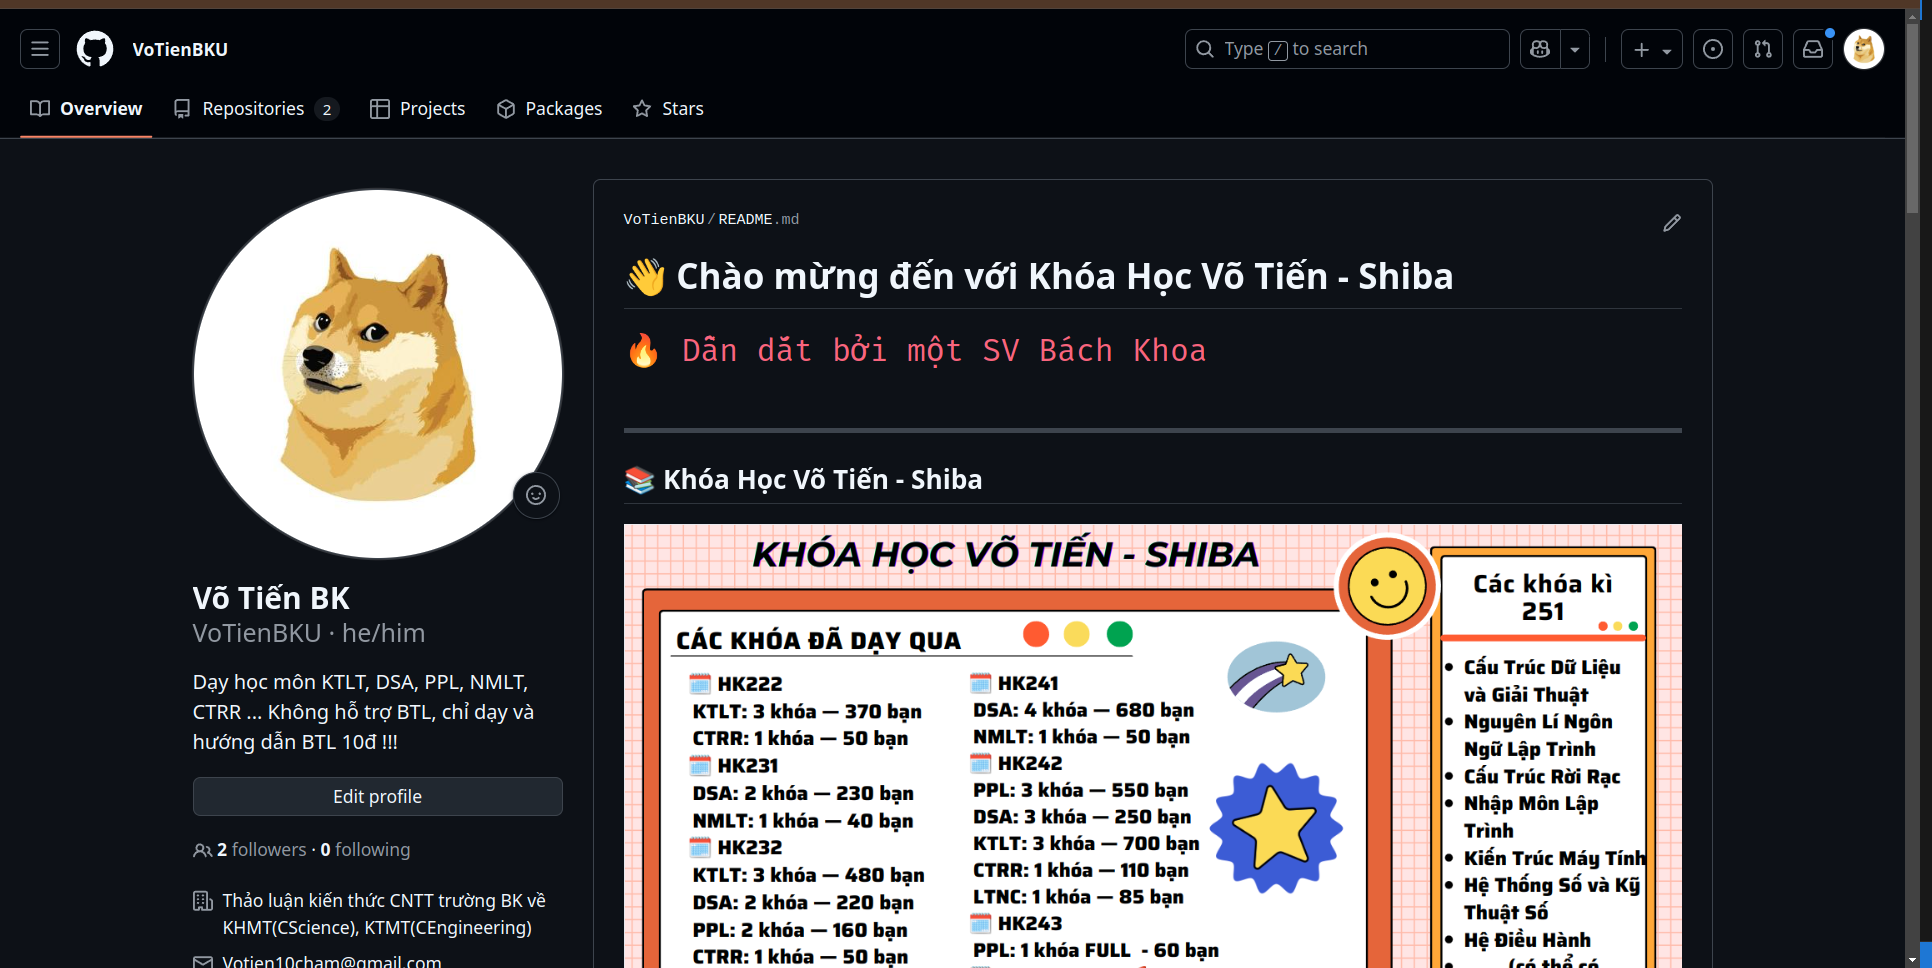 VoTienBKU
Type / to search
Overview
Repositories 2
Projects
Packages
Stars
Võ Tiến BK
VoTienBKU · he/him
Dạy học môn KTLT, DSA, PPL, NMLT,
CTRR ... Không hỗ trợ BTL, chỉ dạy và
hướng dẫn BTL 10đ !!!
Edit profile
2 followers · 0 following
Thảo luận kiến thức CNTT trường BK về
KHMT(CScience), KTMT(CEngineering)
Votien10cham@gmail.com
VoTienBKU/README.md
👋 Chào mừng đến với Khóa Học Võ Tiến - Shiba
🔥 Dẫn dắt bởi một SV Bách Khoa
📚 Khóa Học Võ Tiến - Shiba
KHÓA HỌC VÕ TIẾN - SHIBA
CÁC KHÓA ĐÃ DẠY QUA
HK222
KTLT: 3 khóa — 370 bạn
CTRR: 1 khóa — 50 bạn
HK231
DSA: 2 khóa — 230 bạn
NMLT: 1 khóa — 40 bạn
HK232
KTLT: 3 khóa — 480 bạn
DSA: 2 khóa — 220 bạn
PPL: 2 khóa — 160 bạn
CTRR: 1 khóa — 50 bạn
HK241
DSA: 4 khóa — 680 bạn
NMLT: 1 khóa — 50 bạn
HK242
PPL: 3 khóa — 550 bạn
DSA: 3 khóa — 250 bạn
KTLT: 3 khóa — 700 bạn
CTRR: 1 khóa — 110 bạn
LTNC: 1 khóa — 85 bạn
HK243
PPL: 1 khóa FULL - 60 bạn
Các khóa kì
251
• Cấu Trúc Dữ Liệu
và Giải Thuật
• Nguyên Lí Ngôn
Ngữ Lập Trình
• Cấu Trúc Rời Rạc
• Nhập Môn Lập
Trình
• Kiến Trúc Máy Tính
• Hệ Thống Số và Kỹ
Thuật Số
• Hệ Điều Hành
• ....... (có thể có